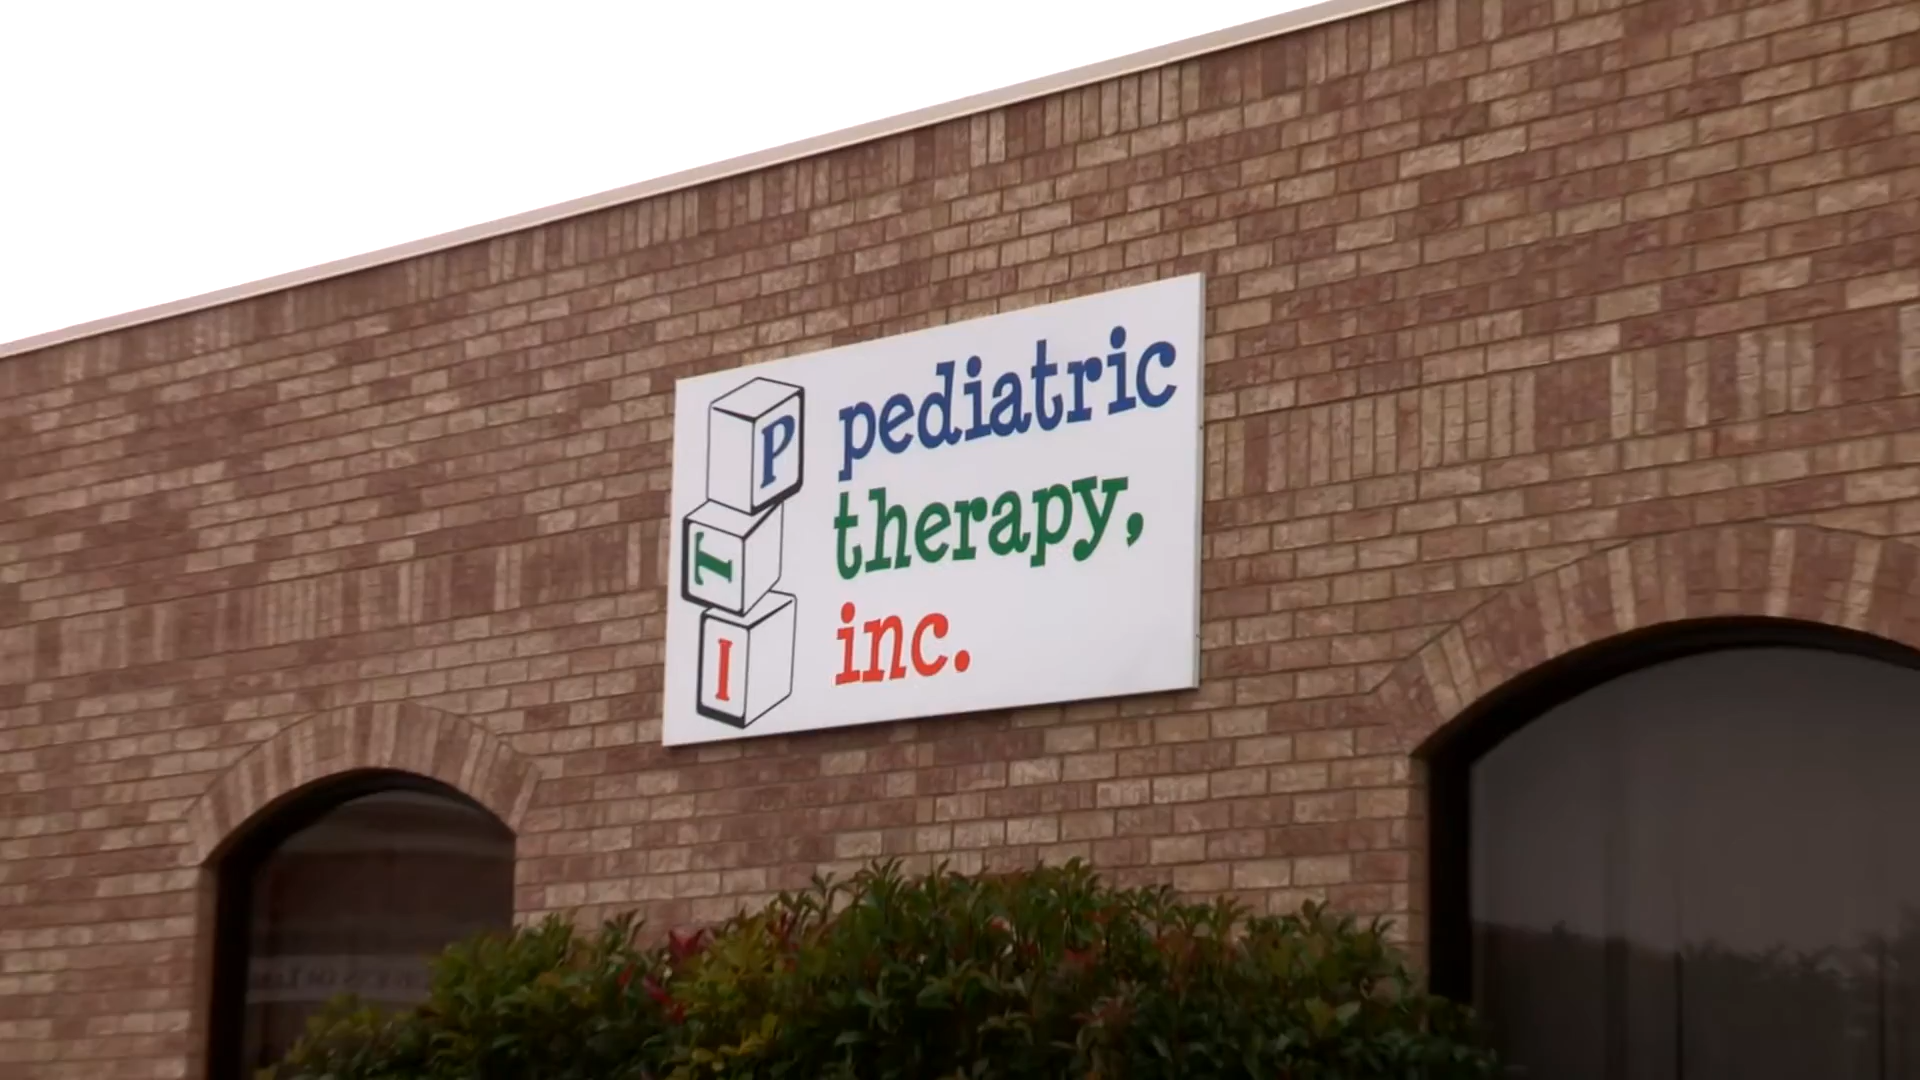 P
T
I
pediatric
therapy,
inc.